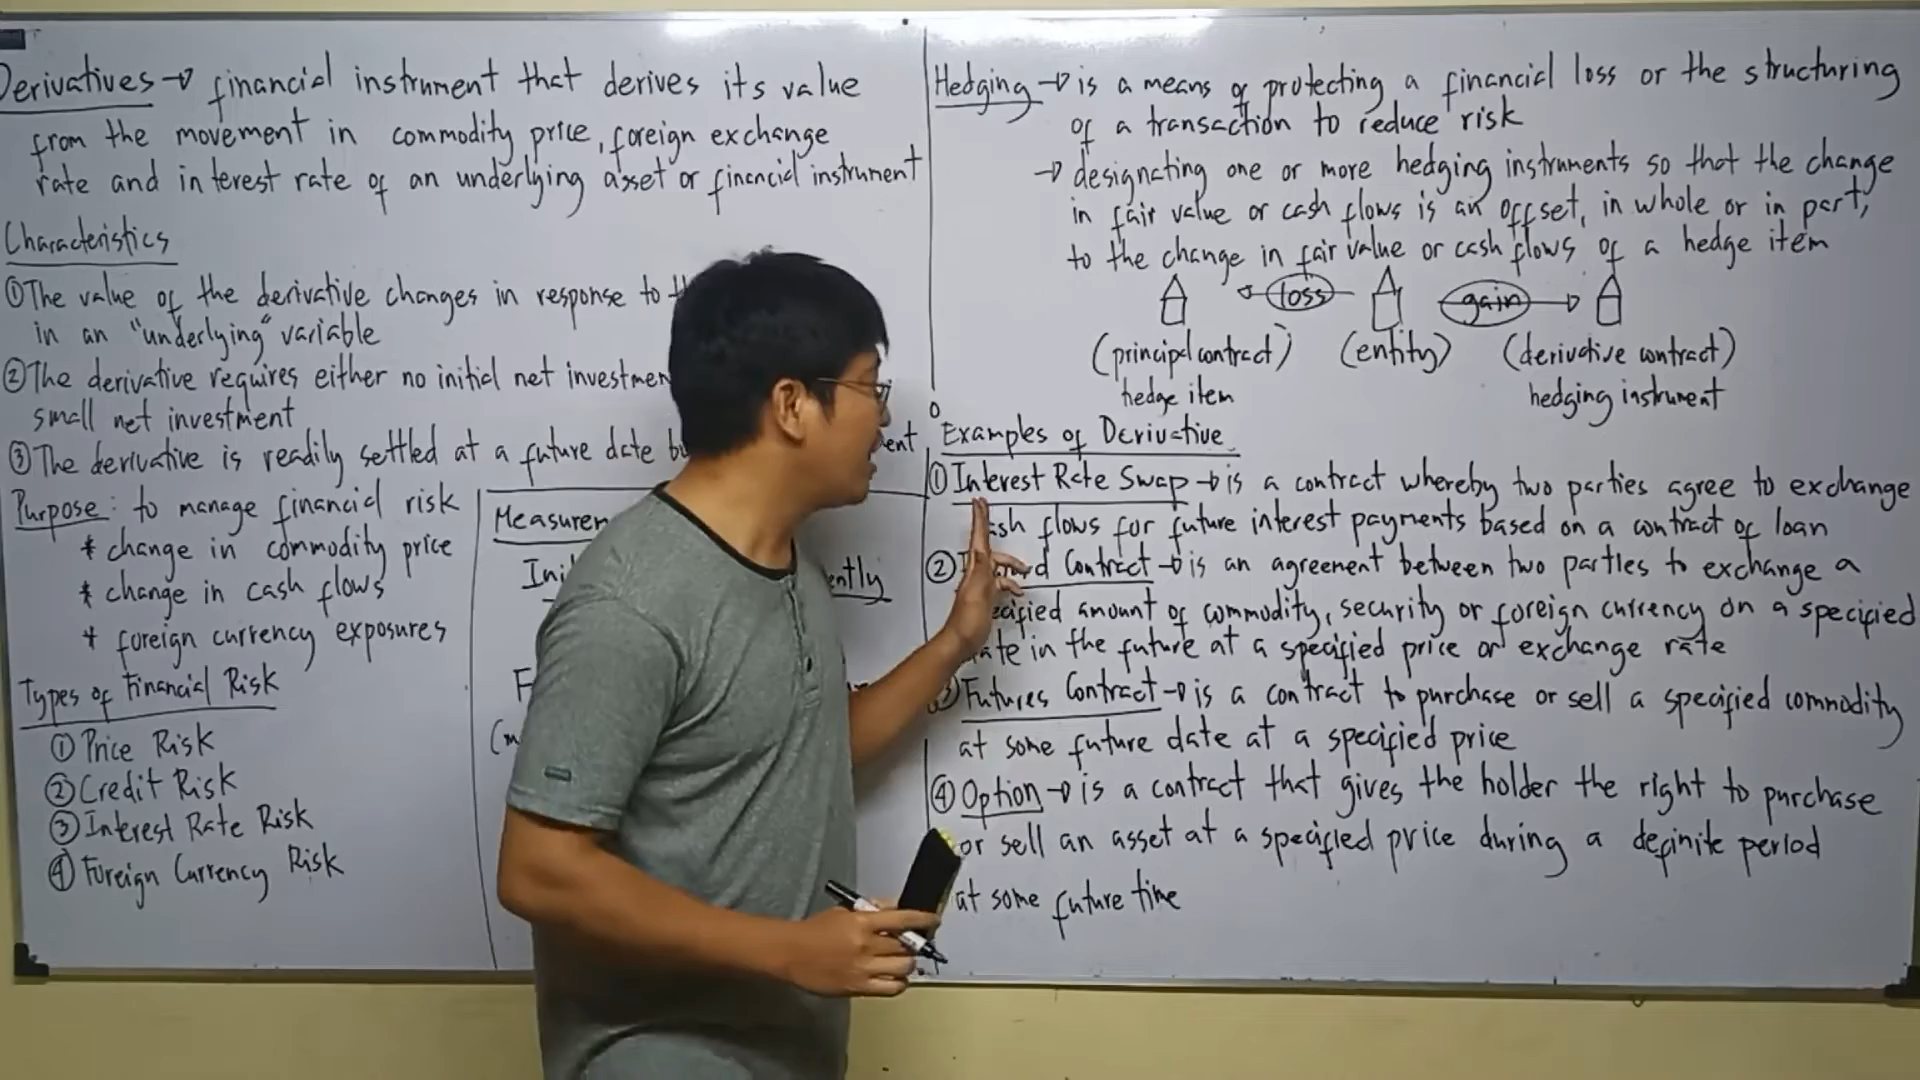 Derivatives → financial instrument that derives its value
from the movement in commodity price, foreign exchange
rate and interest rate of an underlying asset or financial instrument
Characteristics
① The value of the derivative changes in response to
in an "underlying" variable
② The derivative requires either no initial net
small net investment
③ The derivative is readily settled at a future date
Purpose: to manage financial risk
* change in commodity price
* change in cash flows
* foreign currency exposures
Types of Financial Risk
① Price Risk
② Credit Risk
③ Interest Rate Risk
④ Foreign Currency Risk
Hedging → is a means of protecting a financial loss or the structuring
of a transaction to reduce risk
→ designating one or more hedging instruments so that the change
in fair value or cash flows is an offset, in whole or in part,
to the change in fair value or cash flows of a hedge item
loss gain
(principal contract) (entity) (derivative contract)
hedge item hedging instrument
Examples of Derivative
① Interest Rate Swap → is a contract whereby two parties agree to exchange
flows for future interest payments based on a contract of loan
② Contract → is an agreement between two parties to exchange a
amount of commodity, security or foreign currency on a specified
in the future at a specified price or exchange rate
Futures Contract → is a contract to purchase or sell a specified commodity
at some future date at a specified price
④ Option → is a contract that gives the holder the right to purchase
or sell an asset at a specified price during a definite period
at some future time